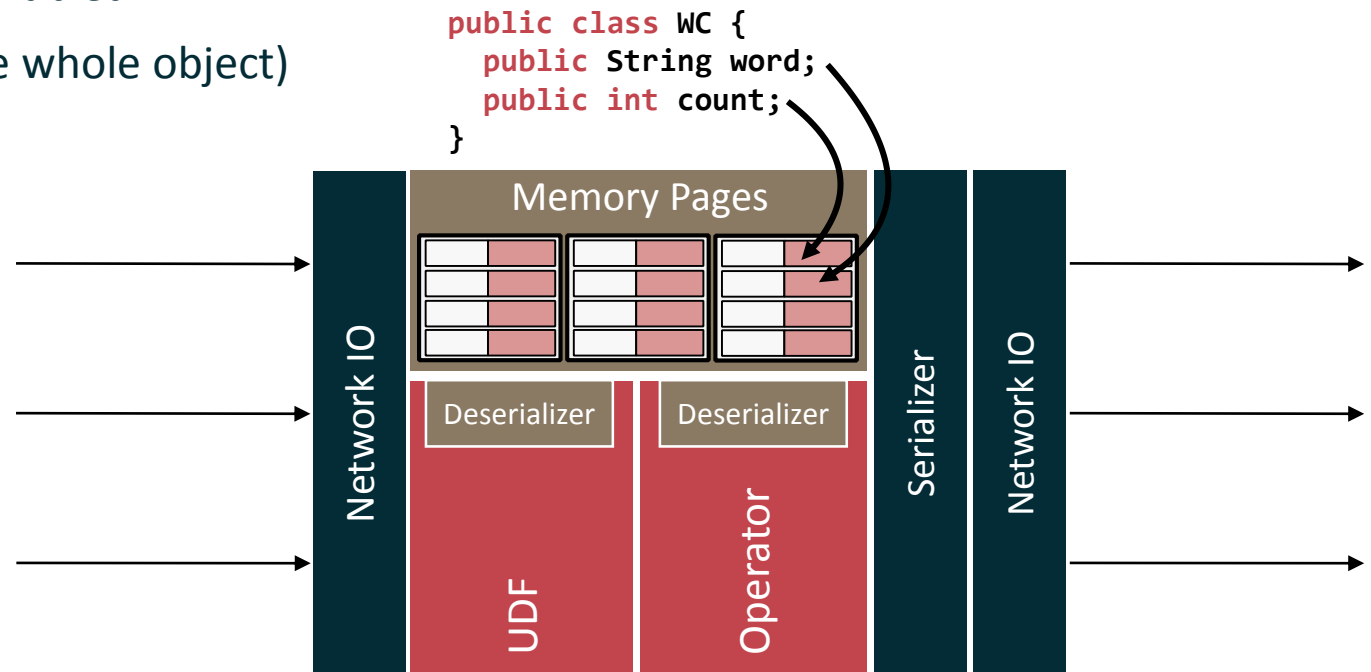 whole object)
public class WC {
public String word;
public int count;
}
Memory Pages
Network IO
Deserializer
Deserializer
UDF
Operator
Serializer
Network IO